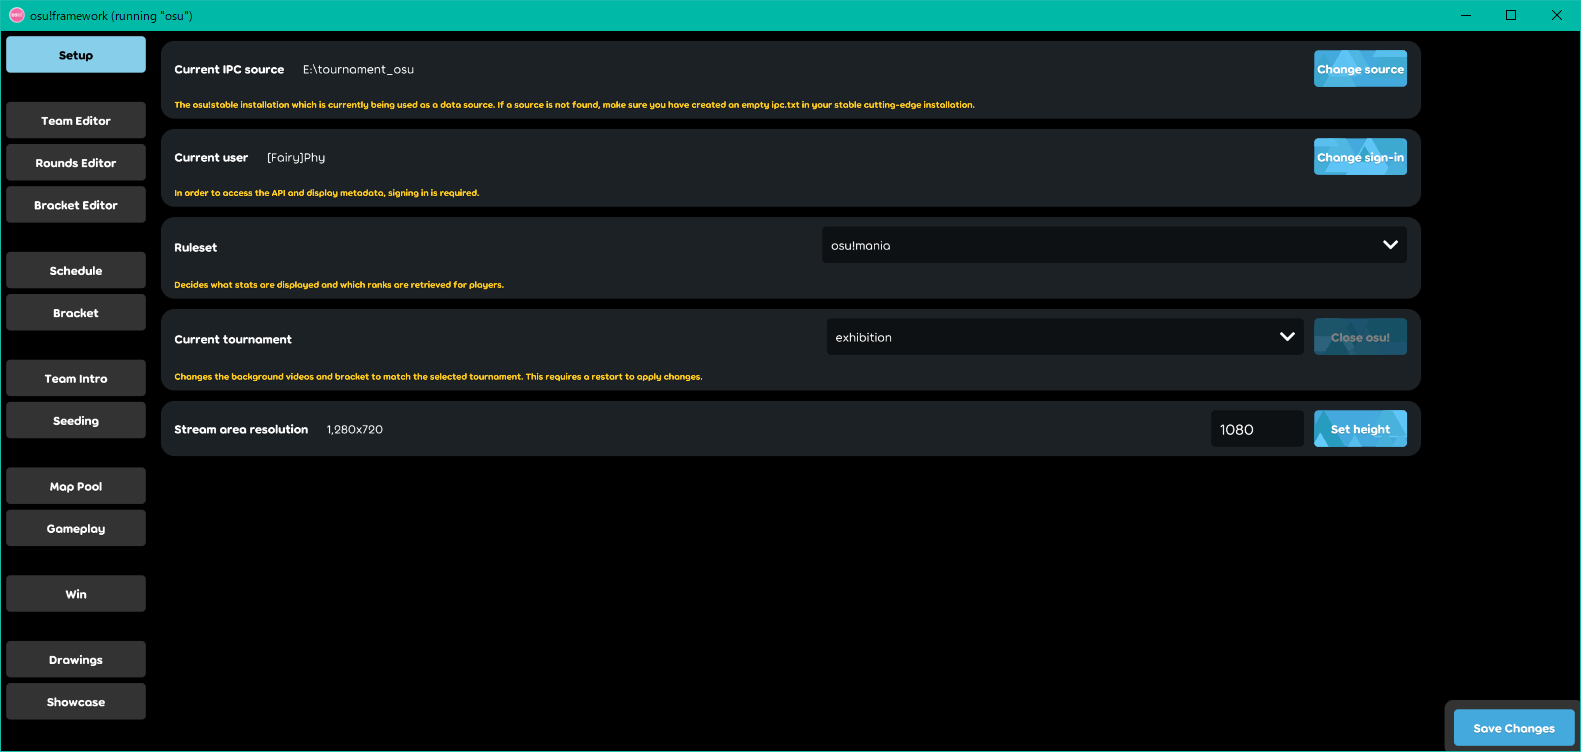 osu!framework (running "osu")
Setup
Team Editor
Rounds Editor
Bracket Editor
Schedule
Bracket
Team Intro
Seeding
Map Pool
Gameplay
Win
Drawings
Showcase
Current IPC source E:\tournament_osu Change source
The osu!stable installation which is currently being used as a data source. If a source is not found, make sure you have created an empty ipc.txt in your stable cutting-edge installation.
Current user [Fairy]Phy Change sign-in
In order to access the API and display metadata, signing in is required.
Ruleset osu!mania
Decides what stats are displayed and which ranks are retrieved for players.
Current tournament exhibition Close osu!
Changes the background videos and bracket to match the selected tournament. This requires a restart to apply changes.
Stream area resolution 1,280x720 1080 Set height
Save Changes